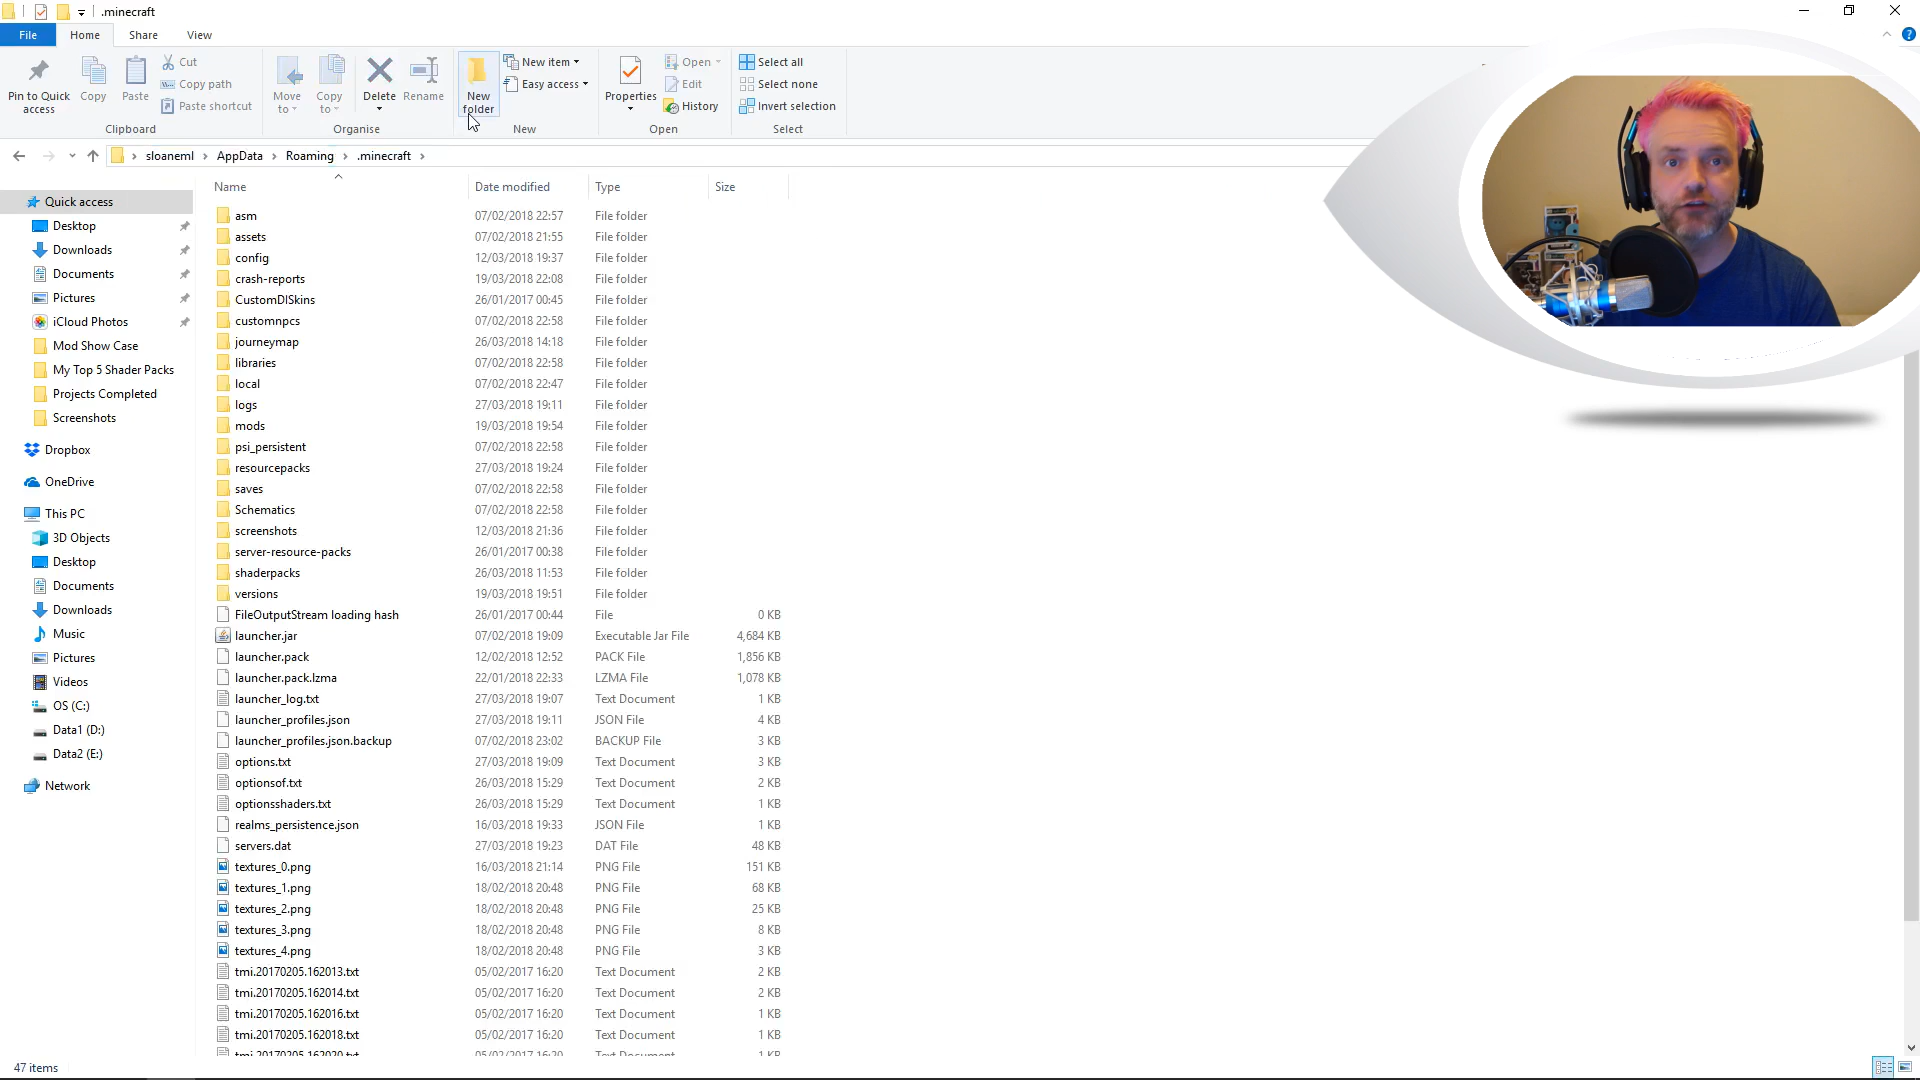 .minecraft
File Home Share View
Pin to Quick access
Copy
Paste
Cut
Copy path
Paste shortcut
Clipboard
Move to
Copy to
Delete
Rename
Organise
New folder
New item
Easy access
New
Properties
Open
Edit
History
Open
Select all
Select none
Invert selection
Select
sloaneml AppData Roaming .minecraft
Quick access
Desktop
Downloads
Documents
Pictures
iCloud Photos
Mod Show Case
My Top 5 Shader Packs
Projects Completed
Screenshots
Dropbox
OneDrive
This PC
3D Objects
Desktop
Documents
Downloads
Music
Pictures
Videos
OS (C:)
Data1 (D:)
Data2 (E:)
Network
Name Date modified Type Size
asm 07/02/2018 22:57 File folder
assets 07/02/2018 21:55 File folder
config 12/03/2018 19:37 File folder
crash-reports 19/03/2018 22:08 File folder
CustomDISkins 26/01/2017 00:45 File folder
customnpcs 07/02/2018 22:58 File folder
journeymap 26/03/2018 14:18 File folder
libraries 07/02/2018 22:58 File folder
local 07/02/2018 22:47 File folder
logs 27/03/2018 19:11 File folder
mods 19/03/2018 19:54 File folder
psi_persistent 07/02/2018 22:58 File folder
resourcepacks 27/03/2018 19:24 File folder
saves 07/02/2018 22:58 File folder
Schematics 07/02/2018 22:58 File folder
screenshots 12/03/2018 21:36 File folder
server-resource-packs 26/01/2017 00:38 File folder
shaderpacks 26/03/2018 11:53 File folder
versions 19/03/2018 19:51 File folder
FileOutputStream loading hash 26/01/2017 00:44 File 0 KB
launcher.jar 07/02/2018 19:09 Executable Jar File 4,684 KB
launcher.pack 12/02/2018 12:52 PACK File 1,856 KB
launcher.pack.lzma 22/01/2018 22:33 LZMA File 1,078 KB
launcher_log.txt 27/03/2018 19:07 Text Document 1 KB
launcher_profiles.json 27/03/2018 19:11 JSON File 4 KB
launcher_profiles.json.backup 07/02/2018 23:02 BACKUP File 3 KB
options.txt 27/03/2018 19:09 Text Document 3 KB
optionsof.txt 26/03/2018 15:29 Text Document 2 KB
optionsshaders.txt 26/03/2018 15:29 Text Document 1 KB
realms_persistence.json 16/03/2018 19:33 JSON File 1 KB
servers.dat 27/03/2018 19:23 DAT File 48 KB
textures_0.png 16/03/2018 21:14 PNG File 151 KB
textures_1.png 18/02/2018 20:48 PNG File 68 KB
textures_2.png 18/02/2018 20:48 PNG File 25 KB
textures_3.png 18/02/2018 20:48 PNG File 8 KB
textures_4.png 18/02/2018 20:48 PNG File 3 KB
tmi.20170205.162013.txt 05/02/2017 16:20 Text Document 2 KB
tmi.20170205.162014.txt 05/02/2017 16:20 Text Document 2 KB
tmi.20170205.162016.txt 05/02/2017 16:20 Text Document 1 KB
tmi.20170205.162018.txt 05/02/2017 16:20 Text Document 1 KB
tmi.20170205.162020.txt 05/02/2017 16:20 Text Document 1 KB
47 items